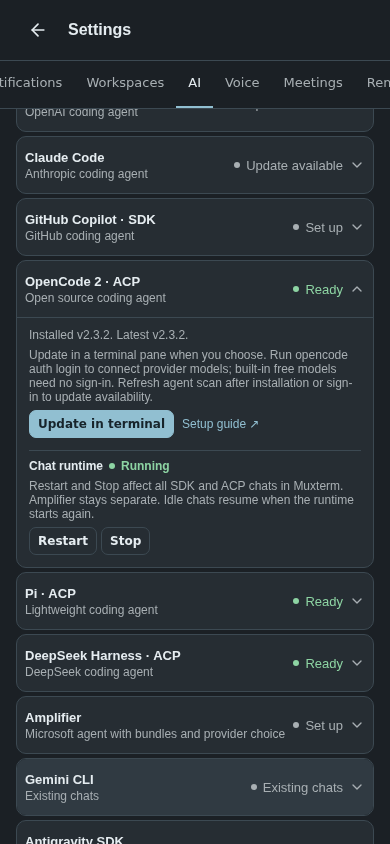 Settings
tifications Workspaces AI Voice Meetings Ren
OpenAI coding agent
Claude Code
Anthropic coding agent
Update available
GitHub Copilot · SDK
GitHub coding agent
Set up
OpenCode 2 · ACP
Open source coding agent
Ready
Installed v2.3.2. Latest v2.3.2.
Update in a terminal pane when you choose. Run opencode
auth login to connect provider models; built-in free models
need no sign-in. Refresh agent scan after installation or sign-
in to update availability.
Update in terminal Setup guide ↗
Chat runtime Running
Restart and Stop affect all SDK and ACP chats in Muxterm.
Amplifier stays separate. Idle chats resume when the runtime
starts again.
Restart Stop
Pi · ACP
Lightweight coding agent
Ready
DeepSeek Harness · ACP
DeepSeek coding agent
Ready
Amplifier
Microsoft agent with bundles and provider choice
Set up
Gemini CLI
Existing chats
Existing chats
Antigravity SDK